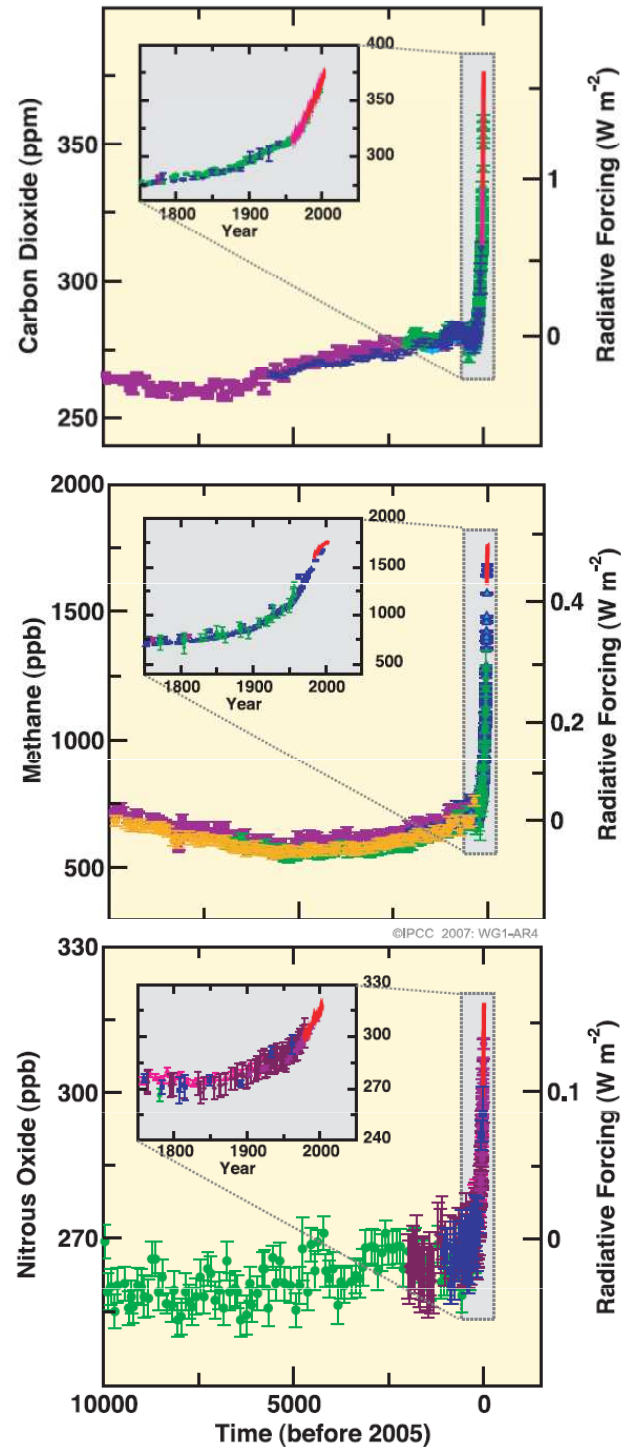 Carbon Dioxide (ppm)
350
300
250
400
350
300
1800 1900 2000
Year
1
0
Radiative Forcing (W m-2)
Methane (ppb)
2000
1500
1000
500
2000
1500
1000
500
1800 1900 2000
Year
0.4
0.2
0
Radiative Forcing (W m-2)
©IPCC 2007: WG1-AR4
Nitrous Oxide (ppb)
330
300
270
330
300
270
240
1800 1900 2000
Year
0.1
0
Radiative Forcing (W m-2)
10000 5000 0
Time (before 2005)